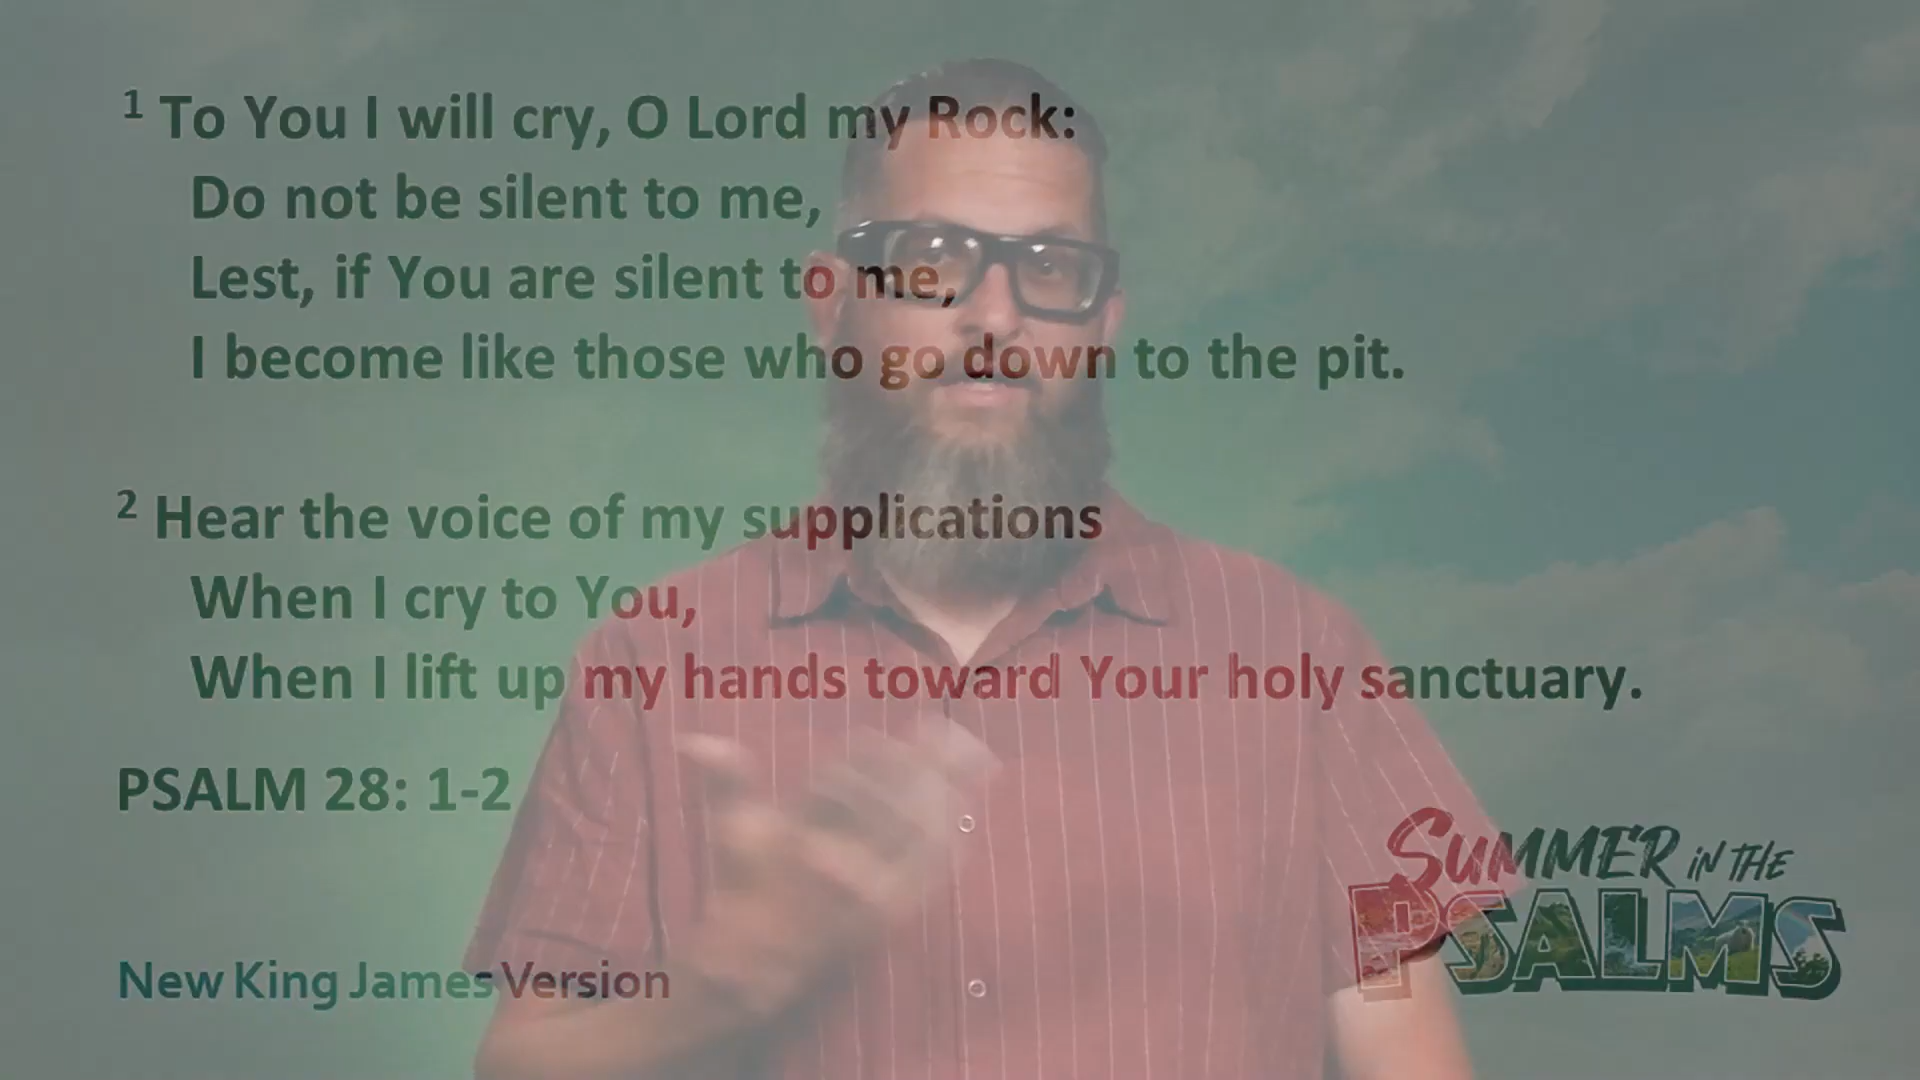 1 To You I will cry, O Lord my Rock:
Do not be silent to me,
Lest, if You are silent to me,
I become like those who go down to the pit.
2 Hear the voice of my supplications
When I cry to You,
When I lift up my hands toward Your holy sanctuary.
PSALM 28: 1-2
New King James Version
SUMMER IN THE
PSALMS